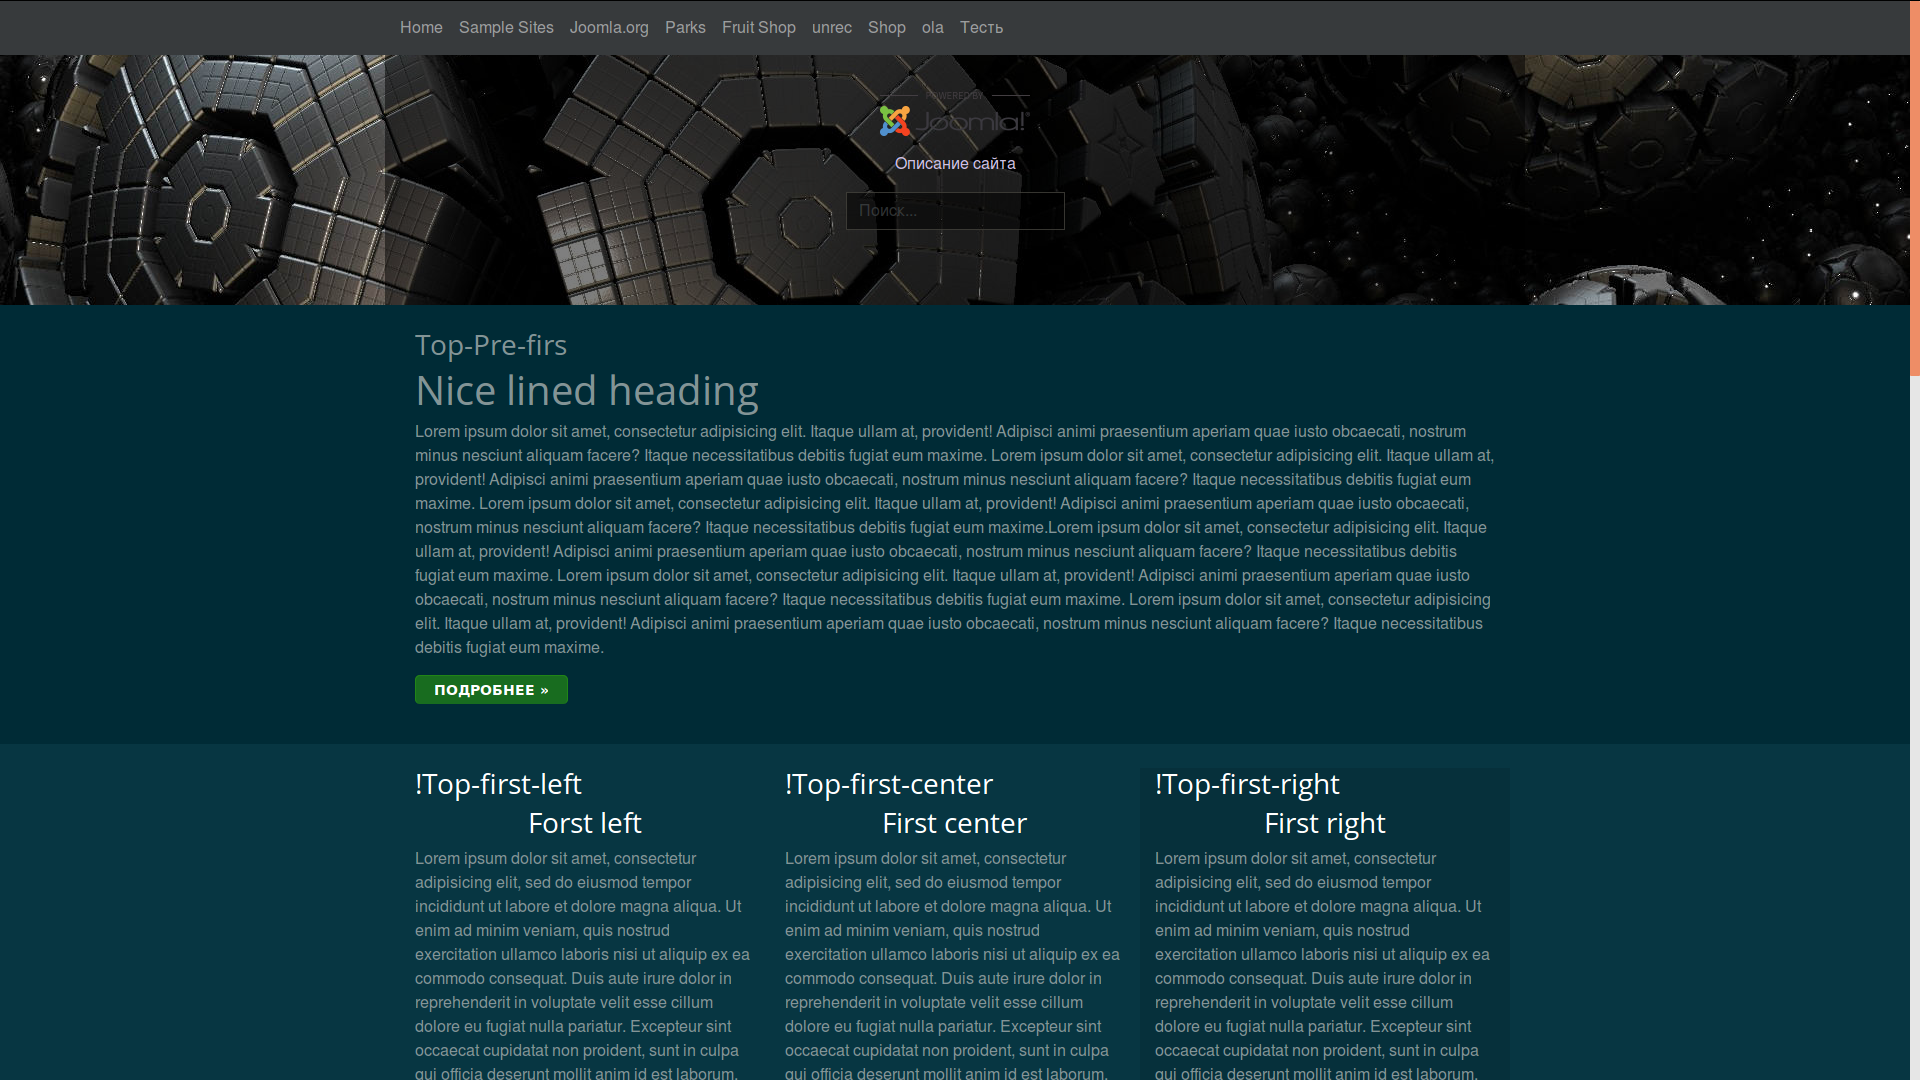 Home Sample Sites Joomla.org Parks Fruit Shop unrec Shop ola Тесть
POWERED BY
Joomla!
Описание сайта
Поиск...
Top-Pre-firs
Nice lined heading
Lorem ipsum dolor sit amet, consectetur adipisicing elit. Itaque ullam at, provident! Adipisci animi praesentium aperiam quae iusto obcaecati, nostrum
minus nesciunt aliquam facere? Itaque necessitatibus debitis fugiat eum maxime. Lorem ipsum dolor sit amet, consectetur adipisicing elit. Itaque ullam at,
provident! Adipisci animi praesentium aperiam quae iusto obcaecati, nostrum minus nesciunt aliquam facere? Itaque necessitatibus debitis fugiat eum
maxime. Lorem ipsum dolor sit amet, consectetur adipisicing elit. Itaque ullam at, provident! Adipisci animi praesentium aperiam quae iusto obcaecati,
nostrum minus nesciunt aliquam facere? Itaque necessitatibus debitis fugiat eum maxime.Lorem ipsum dolor sit amet, consectetur adipisicing elit. Itaque
ullam at, provident! Adipisci animi praesentium aperiam quae iusto obcaecati, nostrum minus nesciunt aliquam facere? Itaque necessitatibus debitis
fugiat eum maxime. Lorem ipsum dolor sit amet, consectetur adipisicing elit. Itaque ullam at, provident! Adipisci animi praesentium aperiam quae iusto
obcaecati, nostrum minus nesciunt aliquam facere? Itaque necessitatibus debitis fugiat eum maxime. Lorem ipsum dolor sit amet, consectetur adipisicing
elit. Itaque ullam at, provident! Adipisci animi praesentium aperiam quae iusto obcaecati, nostrum minus nesciunt aliquam facere? Itaque necessitatibus
debitis fugiat eum maxime.
ПОДРОБНЕЕ »
!Top-first-left
Forst left
Lorem ipsum dolor sit amet, consectetur
adipisicing elit, sed do eiusmod tempor
incididunt ut labore et dolore magna aliqua. Ut
enim ad minim veniam, quis nostrud
exercitation ullamco laboris nisi ut aliquip ex ea
commodo consequat. Duis aute irure dolor in
reprehenderit in voluptate velit esse cillum
dolore eu fugiat nulla pariatur. Excepteur sint
occaecat cupidatat non proident, sunt in culpa
qui officia deserunt mollit anim id est laborum.
!Top-first-center
First center
Lorem ipsum dolor sit amet, consectetur
adipisicing elit, sed do eiusmod tempor
incididunt ut labore et dolore magna aliqua. Ut
enim ad minim veniam, quis nostrud
exercitation ullamco laboris nisi ut aliquip ex ea
commodo consequat. Duis aute irure dolor in
reprehenderit in voluptate velit esse cillum
dolore eu fugiat nulla pariatur. Excepteur sint
occaecat cupidatat non proident, sunt in culpa
qui officia deserunt mollit anim id est laborum.
!Top-first-right
First right
Lorem ipsum dolor sit amet, consectetur
adipisicing elit, sed do eiusmod tempor
incididunt ut labore et dolore magna aliqua. Ut
enim ad minim veniam, quis nostrud
exercitation ullamco laboris nisi ut aliquip ex ea
commodo consequat. Duis aute irure dolor in
reprehenderit in voluptate velit esse cillum
dolore eu fugiat nulla pariatur. Excepteur sint
occaecat cupidatat non proident, sunt in culpa
qui officia deserunt mollit anim id est laborum.